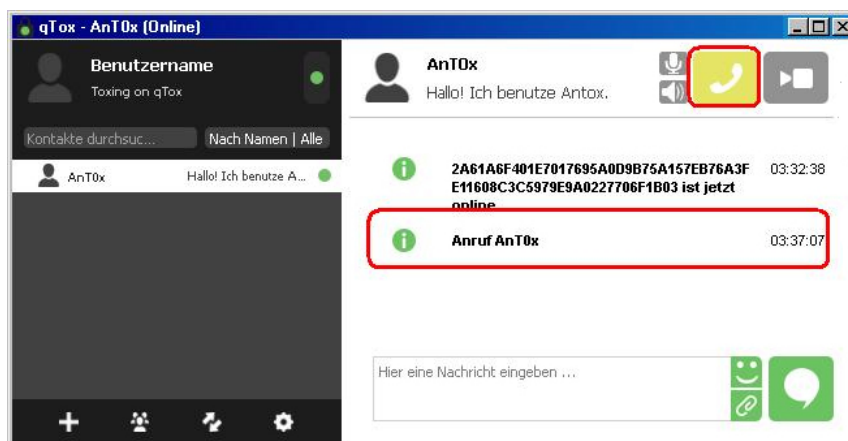 qTox - AnT0x (Online)
Benutzername
Toxing on qTox
Kontakte durchsuc...
Nach Namen | Alle
AnT0x
Hallo! Ich benutze A...
AnT0x
Hallo! Ich benutze Antox.
2A61A6F401E7017695A0D9B75A157EB76A3F
E11608C3C5979E9A0227706F1B03 ist jetzt
online
03:32:38
Anruf AnT0x
03:37:07
Hier eine Nachricht eingeben ...